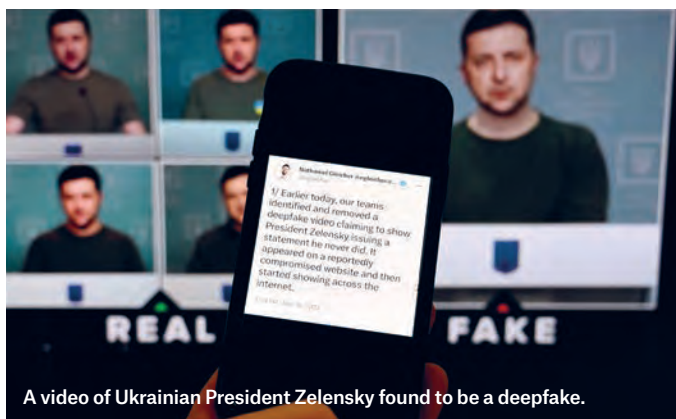 1/ Earlier today, our teams
identified and removed a
deepfake video claiming to show
President Zelensky issuing a
statement he never did. It
appeared on a reportedly
compromised website and then
started showing across the
internet.
REAL
FAKE
A video of Ukrainian President Zelensky found to be a deepfake.